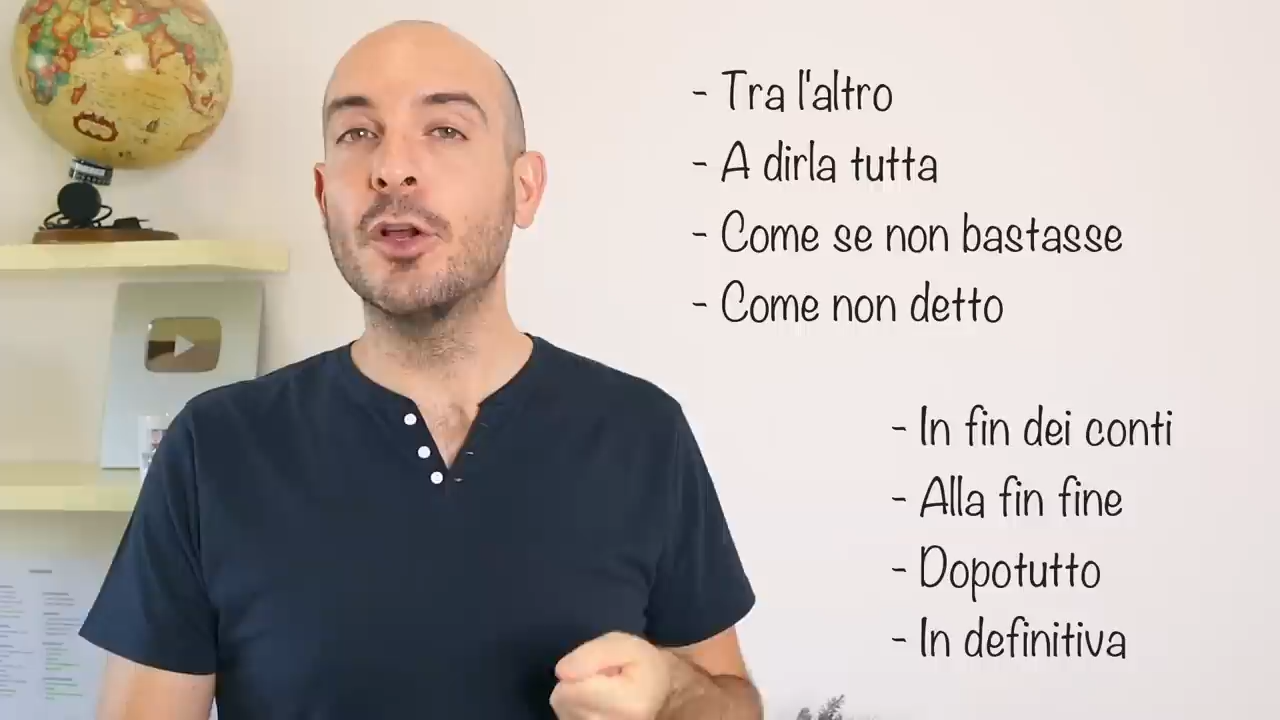 - Tra l'altro
- A dirla tutta
- Come se non bastasse
- Come non detto
- In fin dei conti
- Alla fin fine
- Dopotutto
- In definitiva